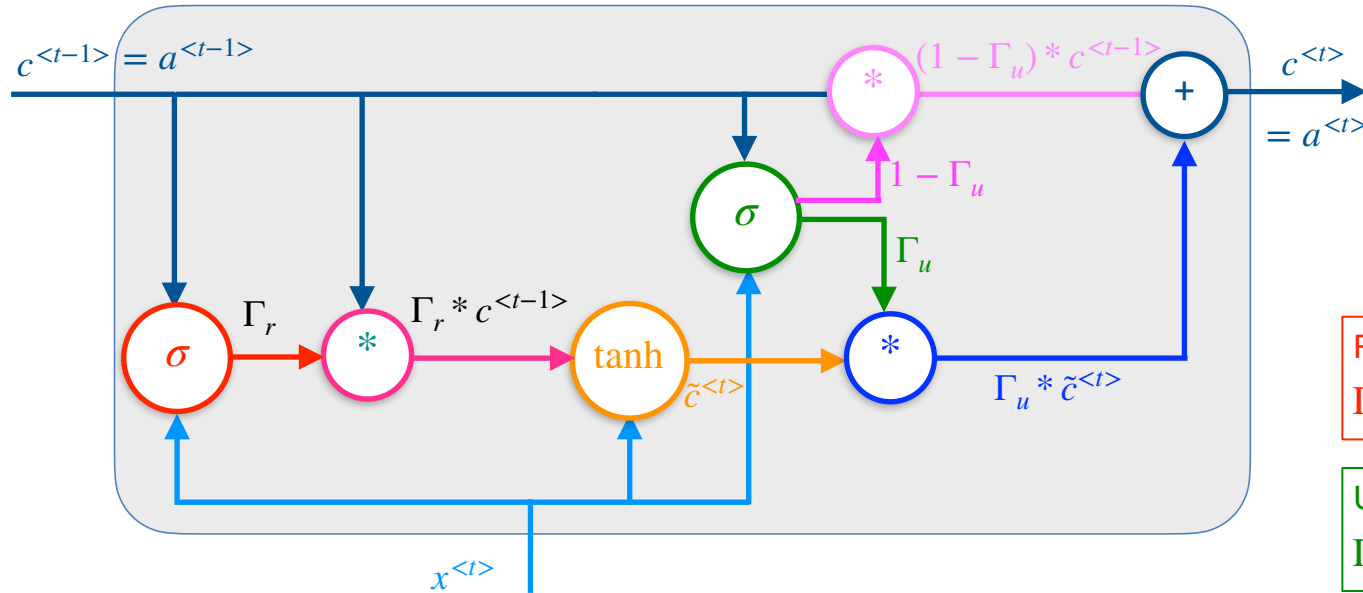 c^{<t−1>} = a^{<t−1>}
*
(1 − Γ_u) * c^{<t−1>}
+
c^{<t>}
= a^{<t>}
1 − Γ_u
σ
Γ_u
Γ_r
Γ_r * c^{<t−1>}
σ
*
tanh
c̃^{<t>}
*
Γ_u * c̃^{<t>}
x^{<t>}